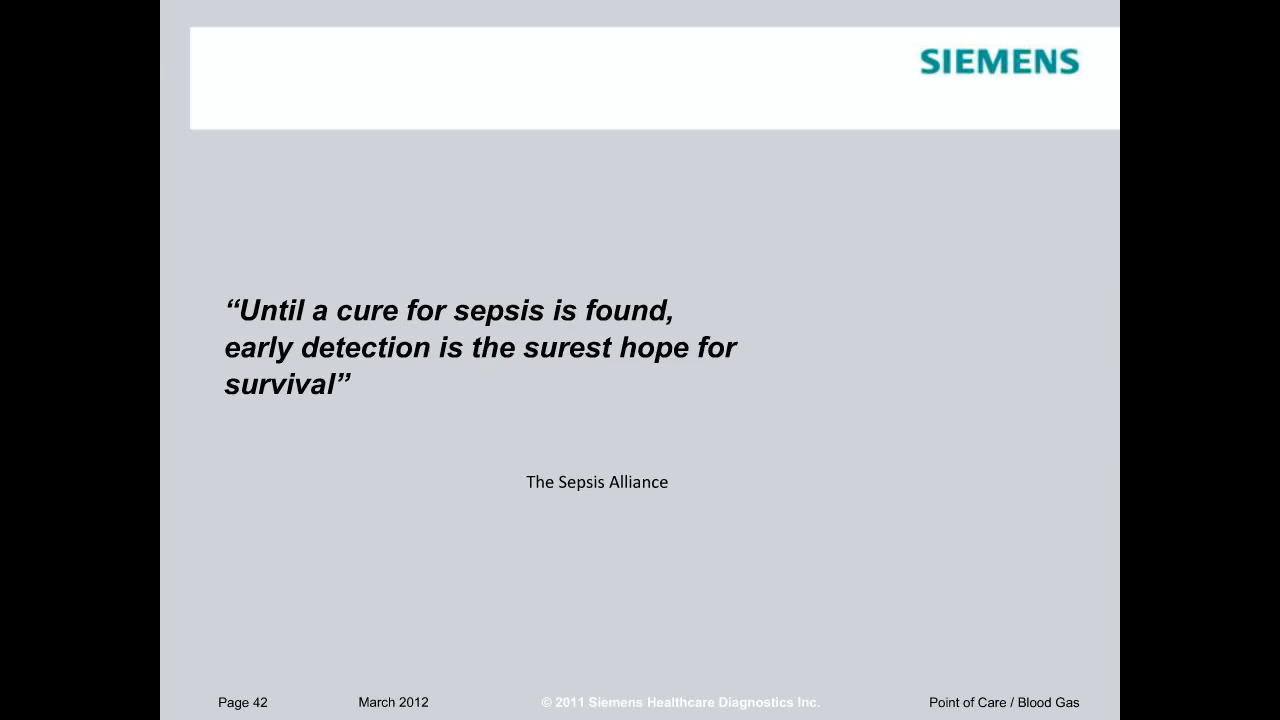 SIEMENS
“Until a cure for sepsis is found,
early detection is the surest hope for
survival”
The Sepsis Alliance
Page 42 March 2012 © 2011 Siemens Healthcare Diagnostics Inc. Point of Care / Blood Gas